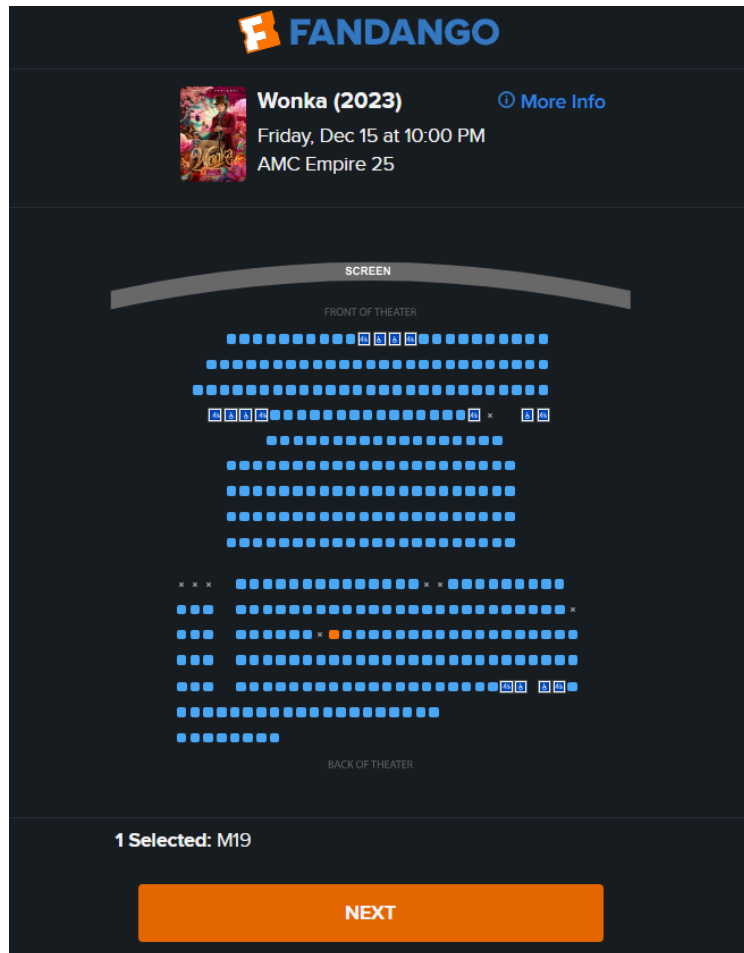 FANDANGO
Wonka (2023)
More Info
Friday, Dec 15 at 10:00 PM
AMC Empire 25
Wonka
SCREEN
FRONT OF THEATER
BACK OF THEATER
1 Selected: M19
NEXT